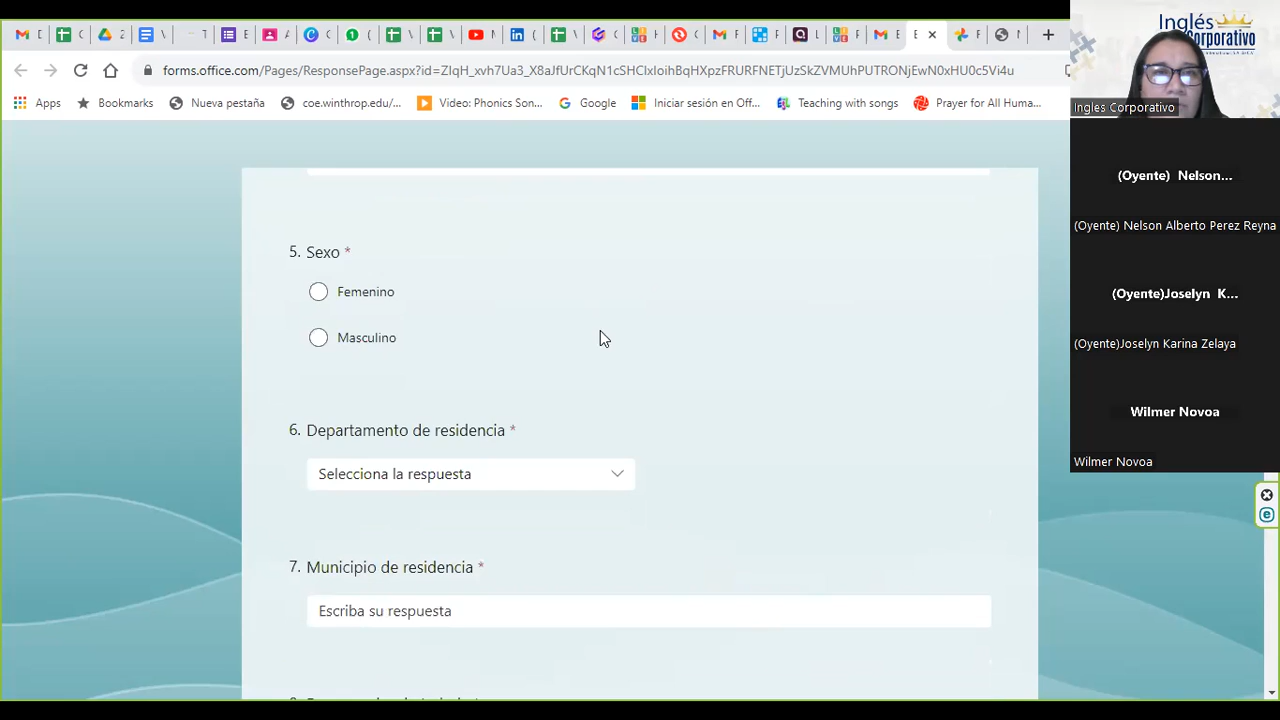 forms.office.com/Pages/ResponsePage.aspx?id=ZIqH_xvh7Ua3_X8aJfUrCKqN1cSHCIxIoihBqHXpzFRURFNETjUzSkZVMUhPUTRONjEwN0xHU0c5Vi4u
Apps
Bookmarks
Nueva pestaña
coe.winthrop.edu/...
Video: Phonics Son...
Google
Iniciar sesión en Off...
Teaching with songs
Prayer for All Huma...
5. Sexo *
Femenino
Masculino
6. Departamento de residencia *
Selecciona la respuesta
7. Municipio de residencia *
Escriba su respuesta
Inglés
Corporativo
Ingles Corporativo
(Oyente) Nelson...
(Oyente) Nelson Alberto Perez Reyna
(Oyente)Joselyn K...
(Oyente)Joselyn Karina Zelaya
Wilmer Novoa
Wilmer Novoa